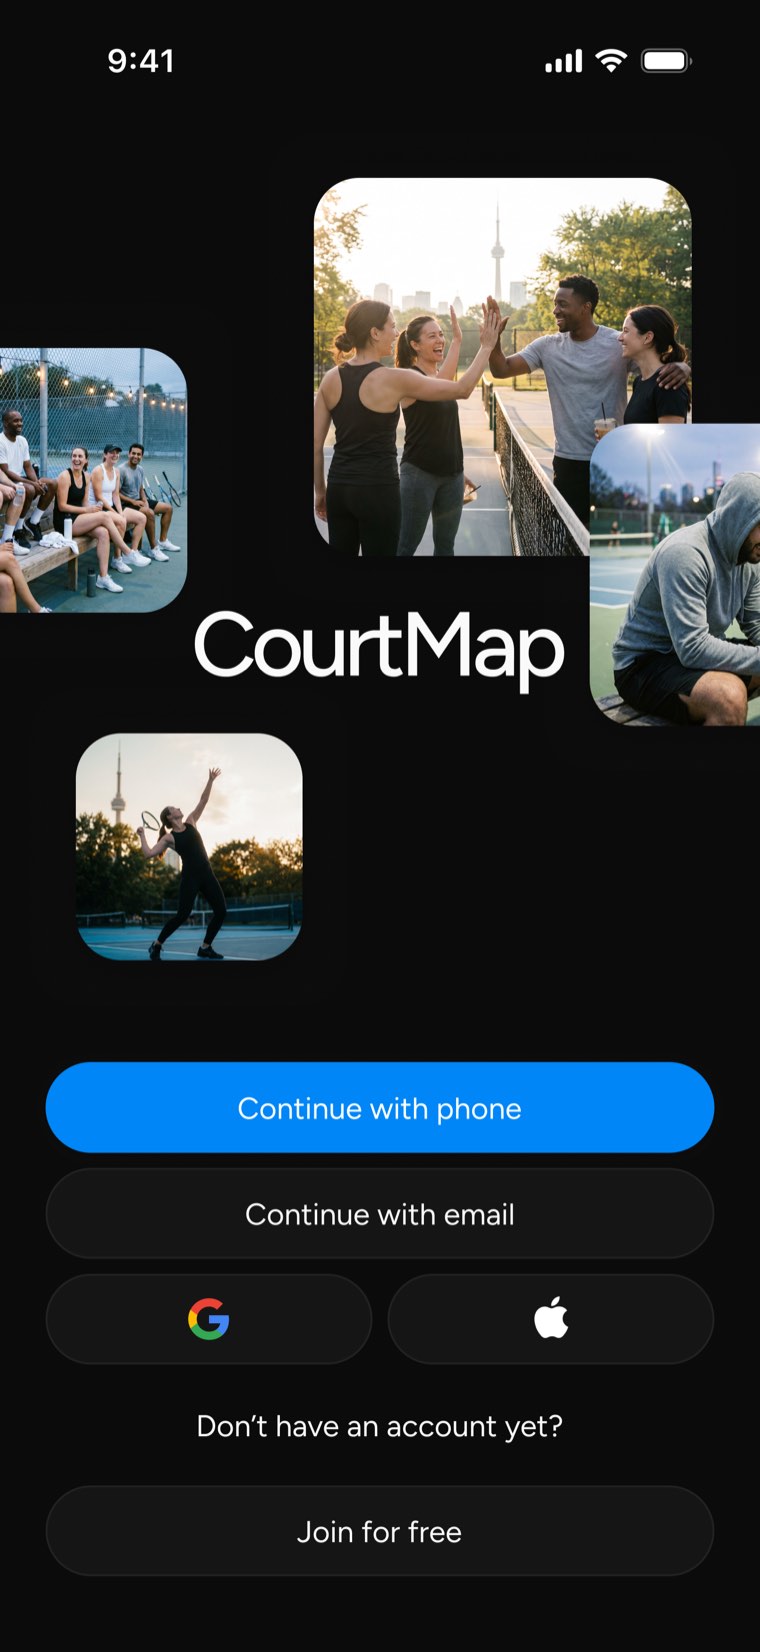 9:41
CourtMap
Continue with phone
Continue with email
Don’t have an account yet?
Join for free